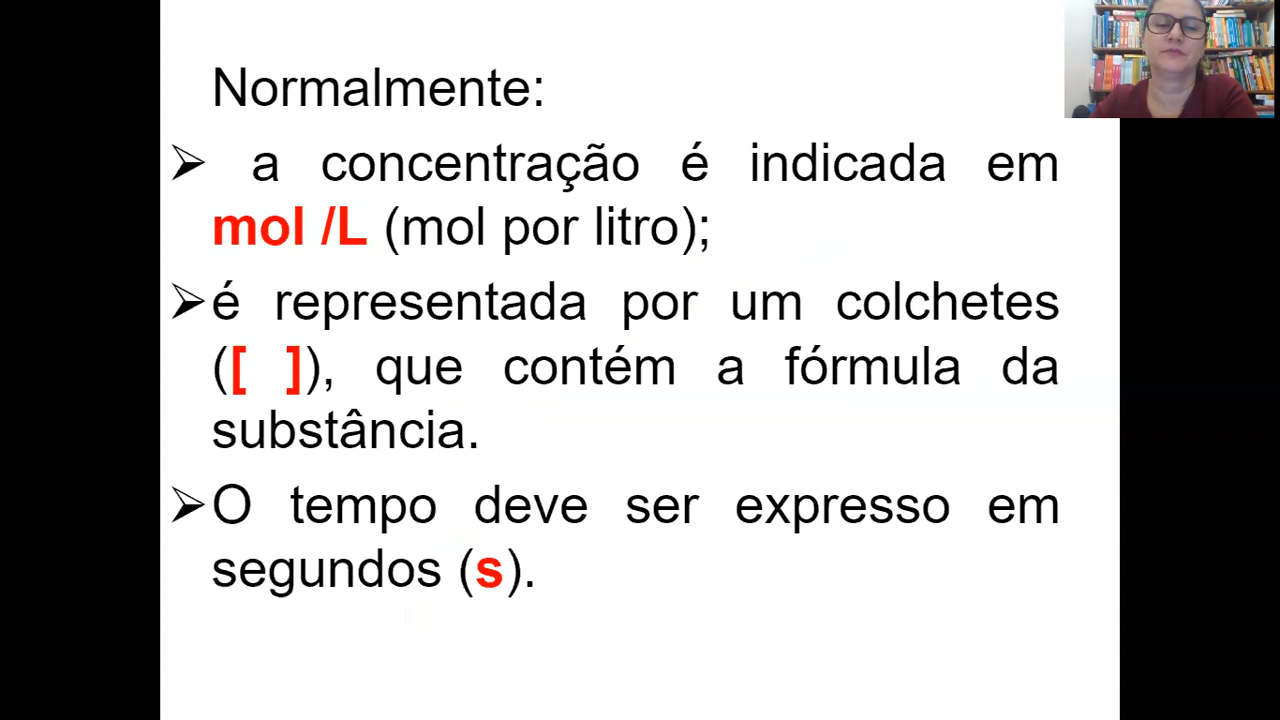 Normalmente:
➢ a concentração é indicada em
mol /L (mol por litro);
➢é representada por um colchetes
([ ]), que contém a fórmula da
substância.
➢O tempo deve ser expresso em
segundos (s).